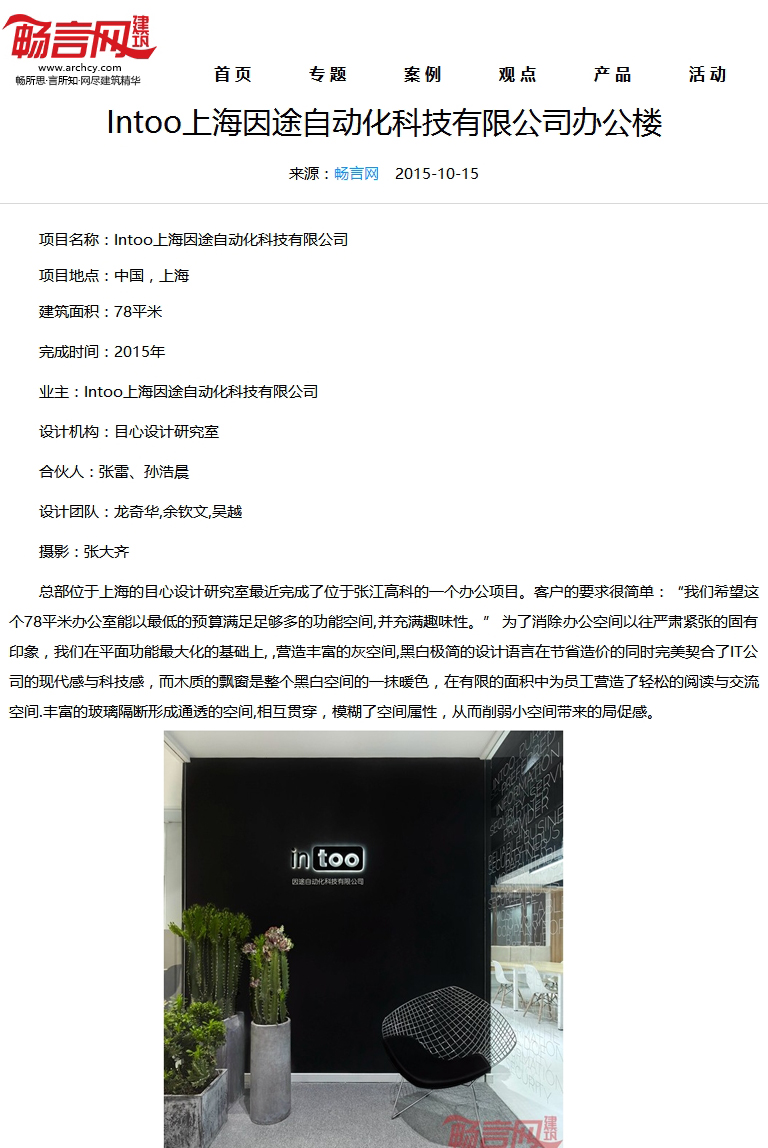 畅言网建筑
www.archcy.com
畅所思·言所知·网尽建筑精华
首页 专题 案例 观点 产品 活动
Intoo上海因途自动化科技有限公司办公楼
来源：畅言网 2015-10-15
项目名称：Intoo上海因途自动化科技有限公司
项目地点：中国，上海
建筑面积：78平米
完成时间：2015年
业主：Intoo上海因途自动化科技有限公司
设计机构：目心设计研究室
合伙人：张雷、孙浩晨
设计团队：龙奇华,余钦文,吴越
摄影：张大齐
总部位于上海的目心设计研究室最近完成了位于张江高科的一个办公项目。客户的要求很简单：“我们希望这
个78平米办公室能以最低的预算满足足够多的功能空间,并充满趣味性。” 为了消除办公空间以往严肃紧张的固有
印象，我们在平面功能最大化的基础上, ,营造丰富的灰空间,黑白极简的设计语言在节省造价的同时完美契合了IT公
司的现代感与科技感，而木质的飘窗是整个黑白空间的一抹暖色，在有限的面积中为员工营造了轻松的阅读与交流
空间.丰富的玻璃隔断形成通透的空间,相互贯穿，模糊了空间属性，从而削弱小空间带来的局促感。
intoo
因途自动化科技有限公司
PROVIDER
畅言网建筑